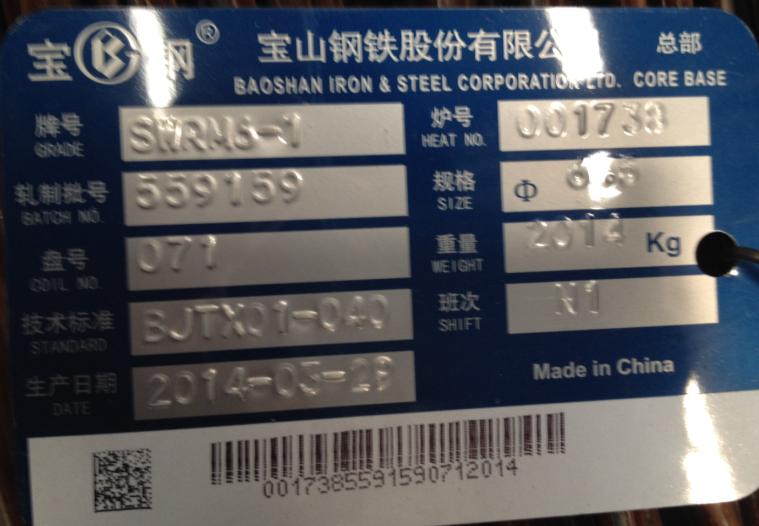 宝 钢®
宝山钢铁股份有限公 总部
BAOSHAN IRON & STEEL CORPORATION LTD. CORE BASE
牌号 SWRM6-1 炉号 001738
GRADE HEAT NO.
轧制批号 559159 规格 Φ
BATCH NO. SIZE
盘号 071 重量 2014 Kg
COIL NO. WEIGHT
技术标准 BJTX01-040 班次 N1
STANDARD SHIFT
生产日期 2014-03-29 Made in China
DATE
0017385591590712014